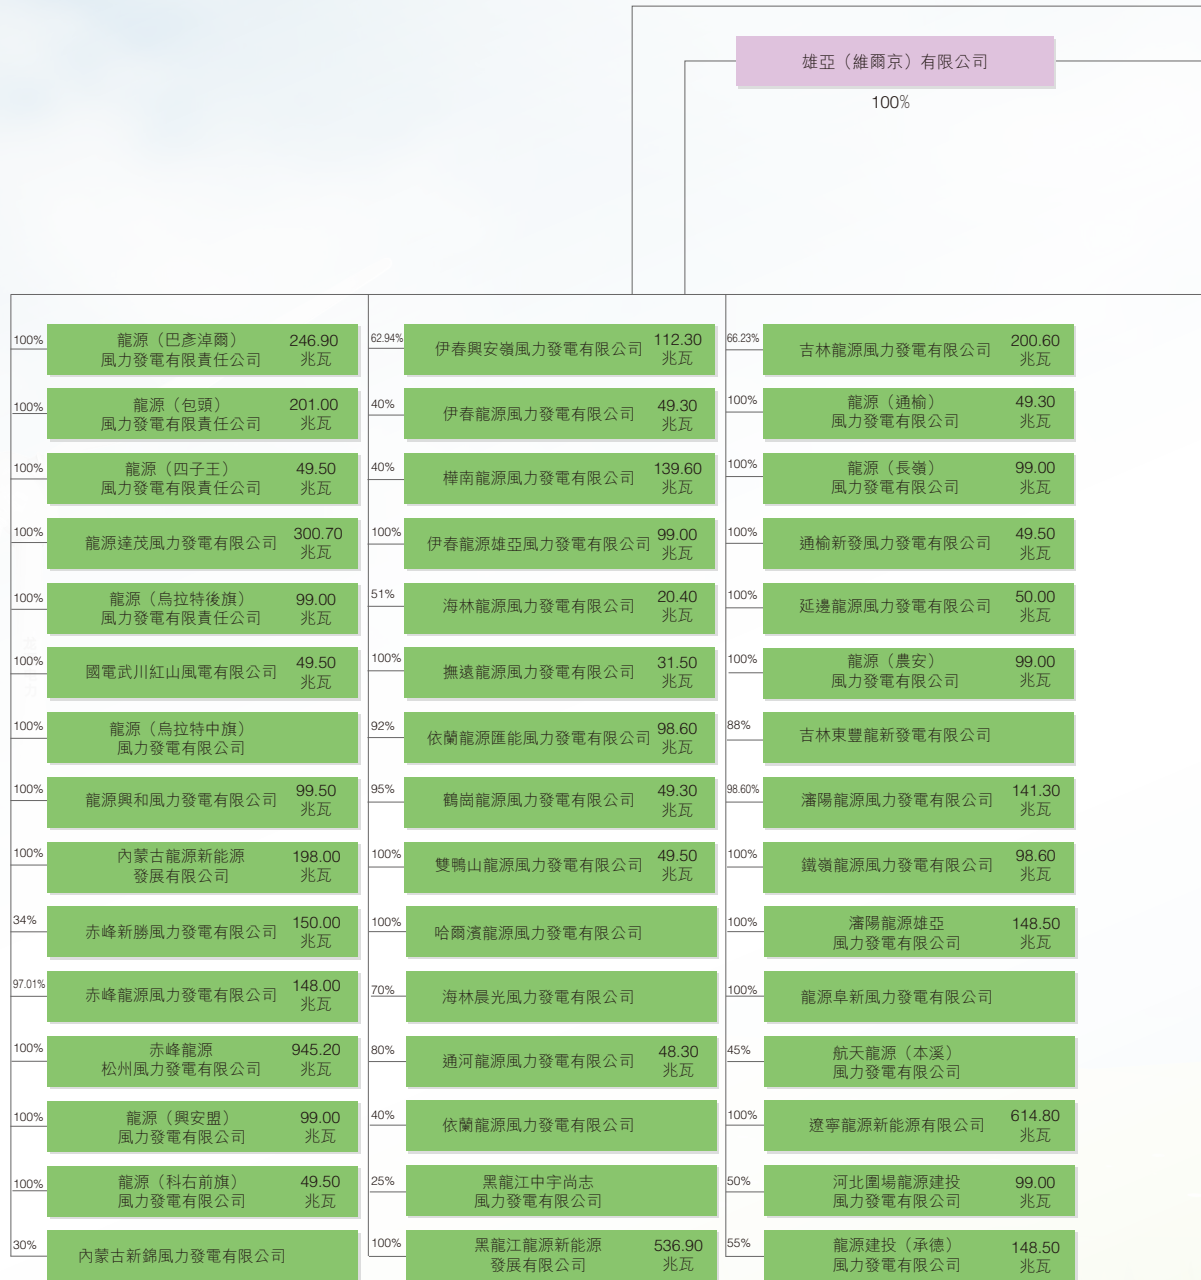 雄亞（維爾京）有限公司
100%
100%
龍源（巴彥淖爾）
風力發電有限責任公司
246.90
兆瓦
100%
龍源（包頭）
風力發電有限責任公司
201.00
兆瓦
100%
龍源（四子王）
風力發電有限責任公司
49.50
兆瓦
100%
龍源達茂風力發電有限公司
300.70
兆瓦
100%
龍源（烏拉特後旗）
風力發電有限責任公司
99.00
兆瓦
100%
國電武川紅山風電有限公司
49.50
兆瓦
100%
龍源（烏拉特中旗）
風力發電有限公司
100%
龍源興和風力發電有限公司
99.50
兆瓦
100%
內蒙古龍源新能源
發展有限公司
198.00
兆瓦
34%
赤峰新勝風力發電有限公司
150.00
兆瓦
97.01%
赤峰龍源風力發電有限公司
148.00
兆瓦
100%
赤峰龍源
松州風力發電有限公司
945.20
兆瓦
100%
龍源（興安盟）
風力發電有限公司
99.00
兆瓦
100%
龍源（科右前旗）
風力發電有限公司
49.50
兆瓦
30%
內蒙古新錦風力發電有限公司
62.94%
伊春興安嶺風力發電有限公司
112.30
兆瓦
40%
伊春龍源風力發電有限公司
49.30
兆瓦
40%
樺南龍源風力發電有限公司
139.60
兆瓦
100%
伊春龍源雄亞風力發電有限公司
99.00
兆瓦
51%
海林龍源風力發電有限公司
20.40
兆瓦
100%
撫遠龍源風力發電有限公司
31.50
兆瓦
92%
依蘭龍源匯能風力發電有限公司
98.60
兆瓦
95%
鶴崗龍源風力發電有限公司
49.30
兆瓦
100%
雙鴨山龍源風力發電有限公司
49.50
兆瓦
100%
哈爾濱龍源風力發電有限公司
70%
海林晨光風力發電有限公司
80%
通河龍源風力發電有限公司
48.30
兆瓦
40%
依蘭龍源風力發電有限公司
25%
黑龍江中宇尚志
風力發電有限公司
100%
黑龍江龍源新能源
發展有限公司
536.90
兆瓦
66.23%
吉林龍源風力發電有限公司
200.60
兆瓦
100%
龍源（通榆）
風力發電有限公司
49.30
兆瓦
100%
龍源（長嶺）
風力發電有限公司
99.00
兆瓦
100%
通榆新發風力發電有限公司
49.50
兆瓦
100%
延邊龍源風力發電有限公司
50.00
兆瓦
100%
龍源（農安）
風力發電有限公司
99.00
兆瓦
88%
吉林東豐龍新發電有限公司
98.60%
瀋陽龍源風力發電有限公司
141.30
兆瓦
100%
鐵嶺龍源風力發電有限公司
98.60
兆瓦
100%
瀋陽龍源雄亞
風力發電有限公司
148.50
兆瓦
100%
龍源阜新風力發電有限公司
45%
航天龍源（本溪）
風力發電有限公司
100%
遼寧龍源新能源有限公司
614.80
兆瓦
50%
河北圍場龍源建投
風力發電有限公司
99.00
兆瓦
55%
龍源建投（承德）
風力發電有限公司
148.50
兆瓦